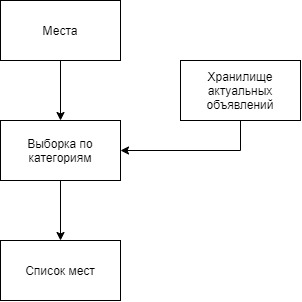 Места
Хранилище
актуальных
объявлений
Выборка по
категориям
Список мест